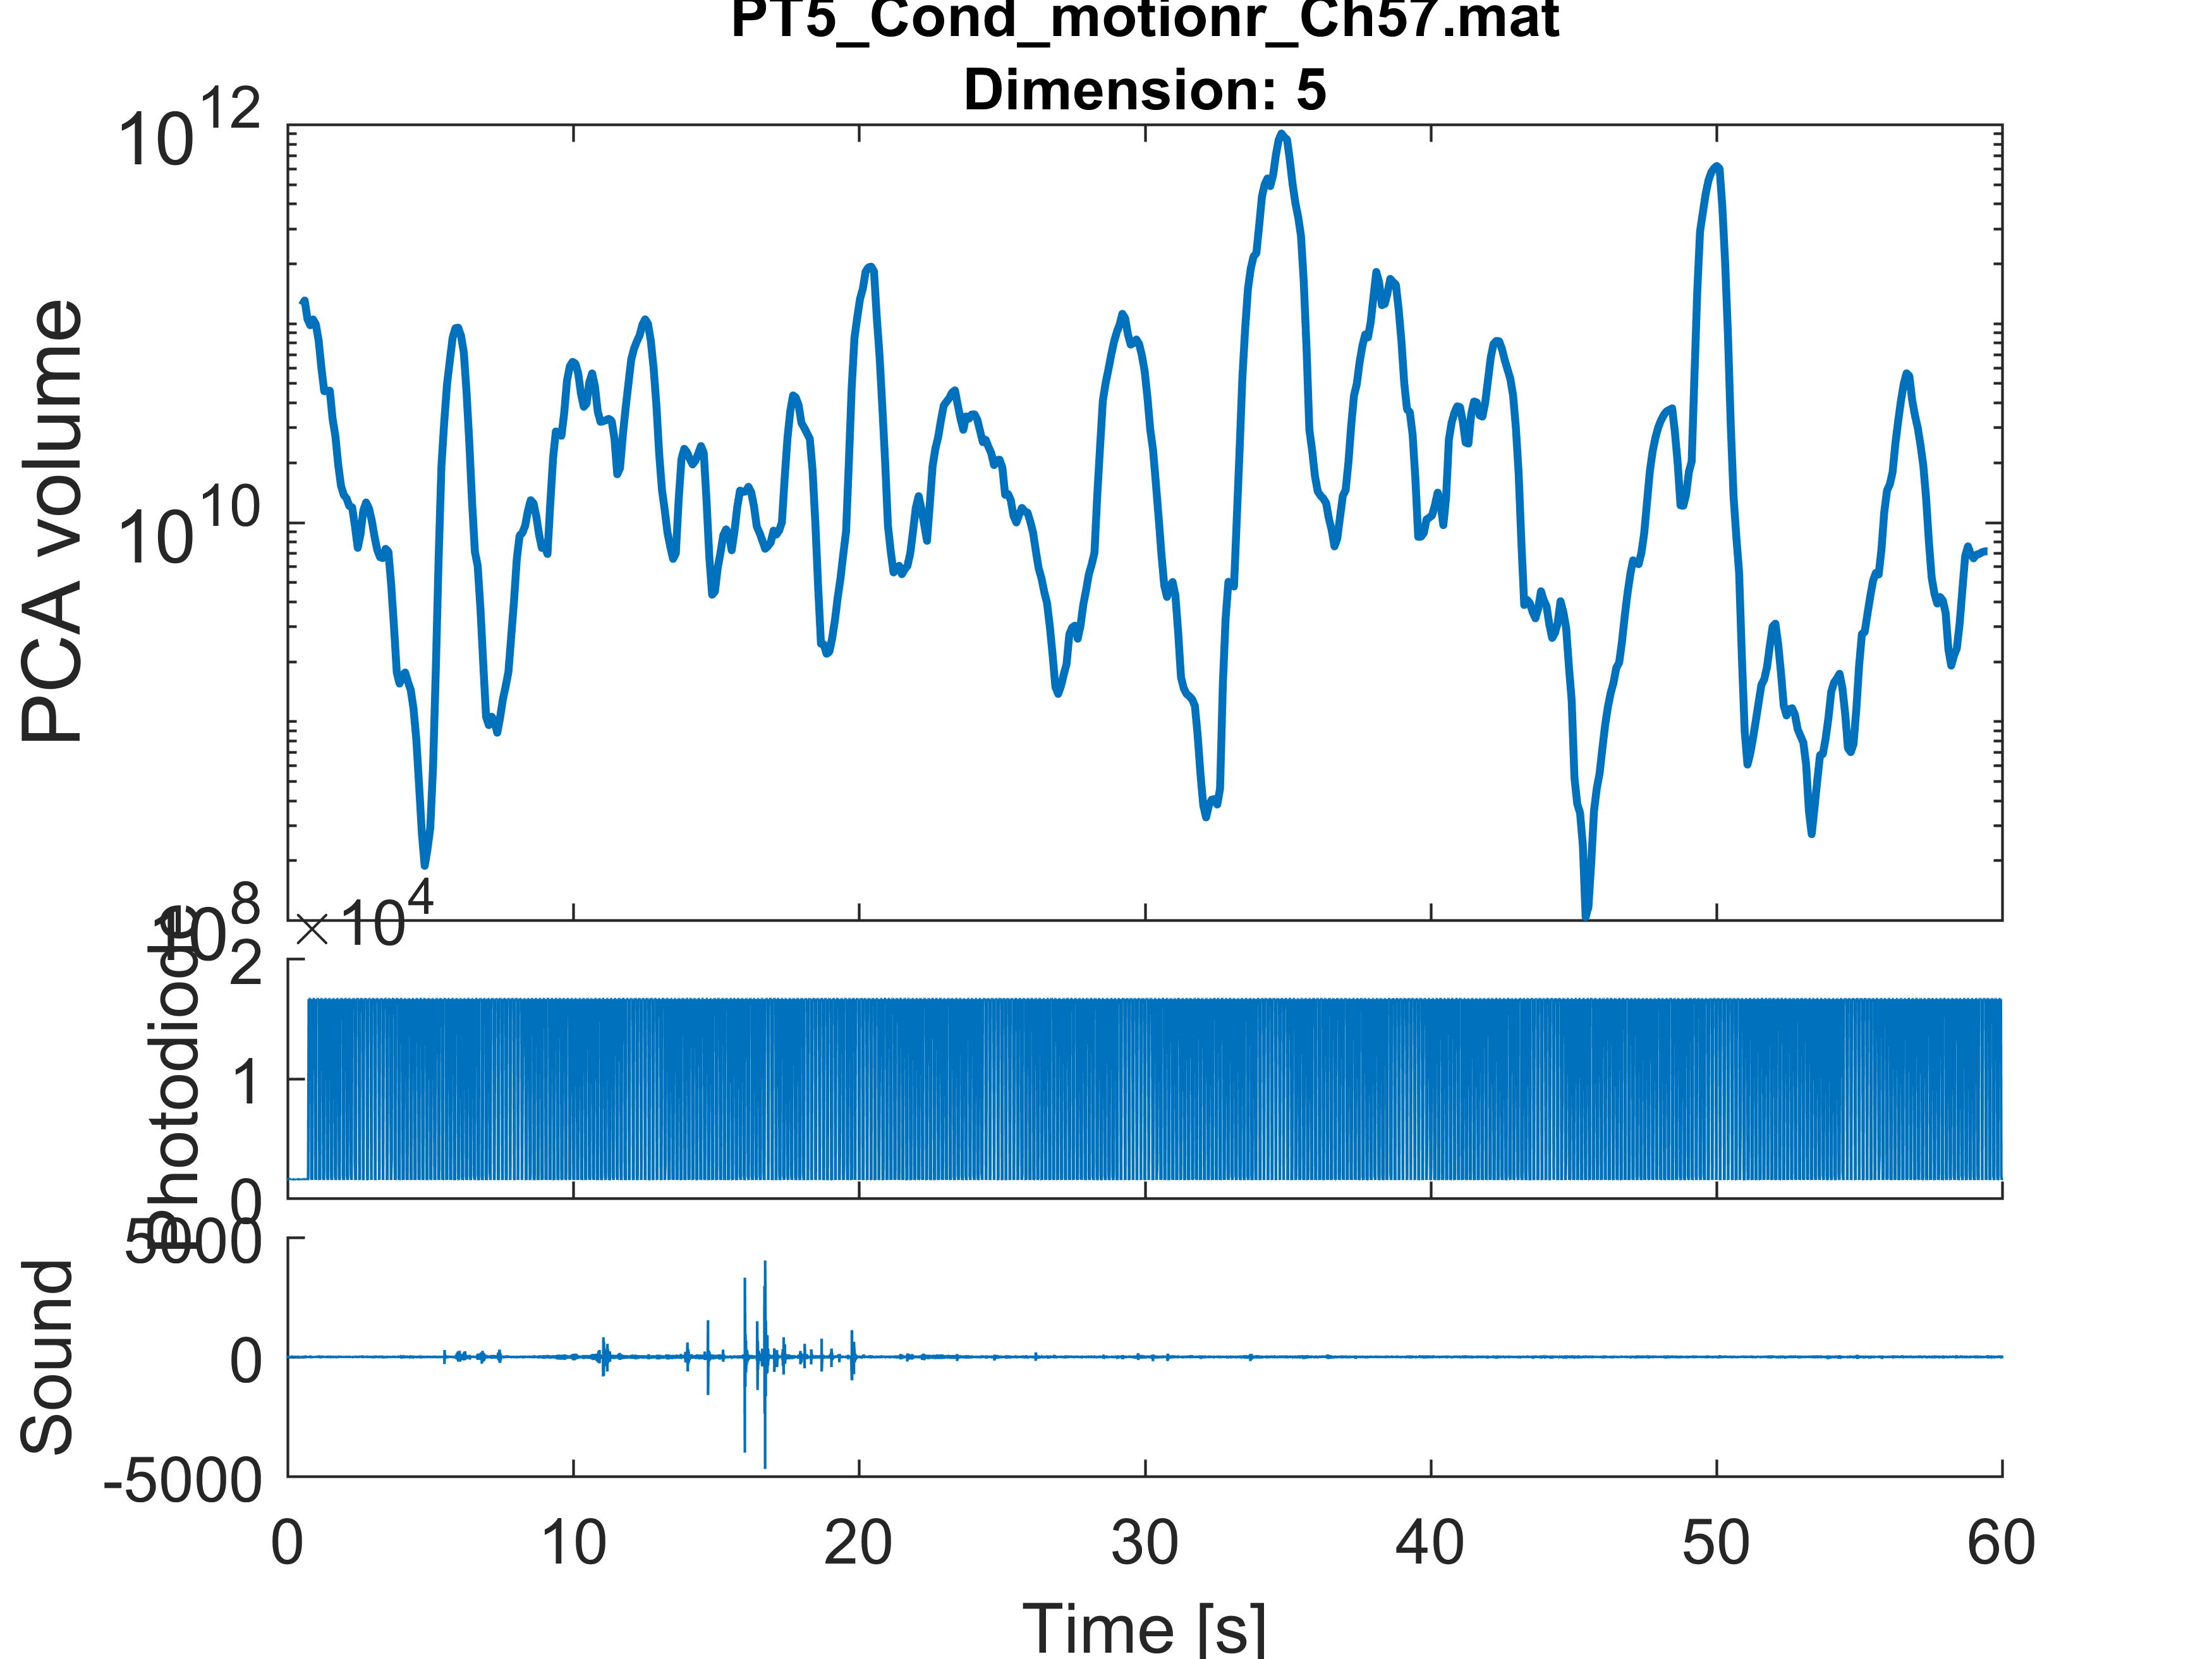 PT5_Cond_motionr_Ch57.mat
Dimension: 5
10^12
10^10
10^8
PCA volume
×10^4
2
1
0
Photodiode
5000
0
-5000
Sound
0 10 20 30 40 50 60
Time [s]